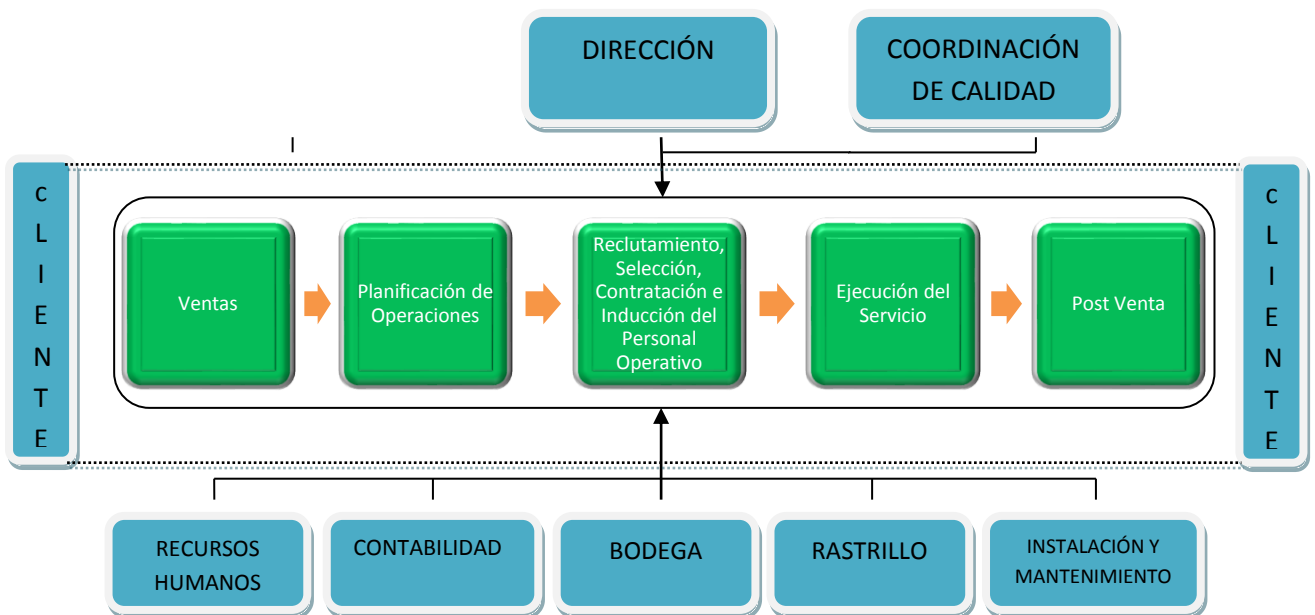 DIRECCIÓN
COORDINACIÓN
DE CALIDAD
c
L
I
E
N
T
E
Ventas
Planificación de
Operaciones
Reclutamiento,
Selección,
Contratación e
Inducción del
Personal
Operativo
Ejecución del
Servicio
Post Venta
c
L
I
E
N
T
E
RECURSOS
HUMANOS
CONTABILIDAD
BODEGA
RASTRILLO
INSTALACIÓN Y
MANTENIMIENTO